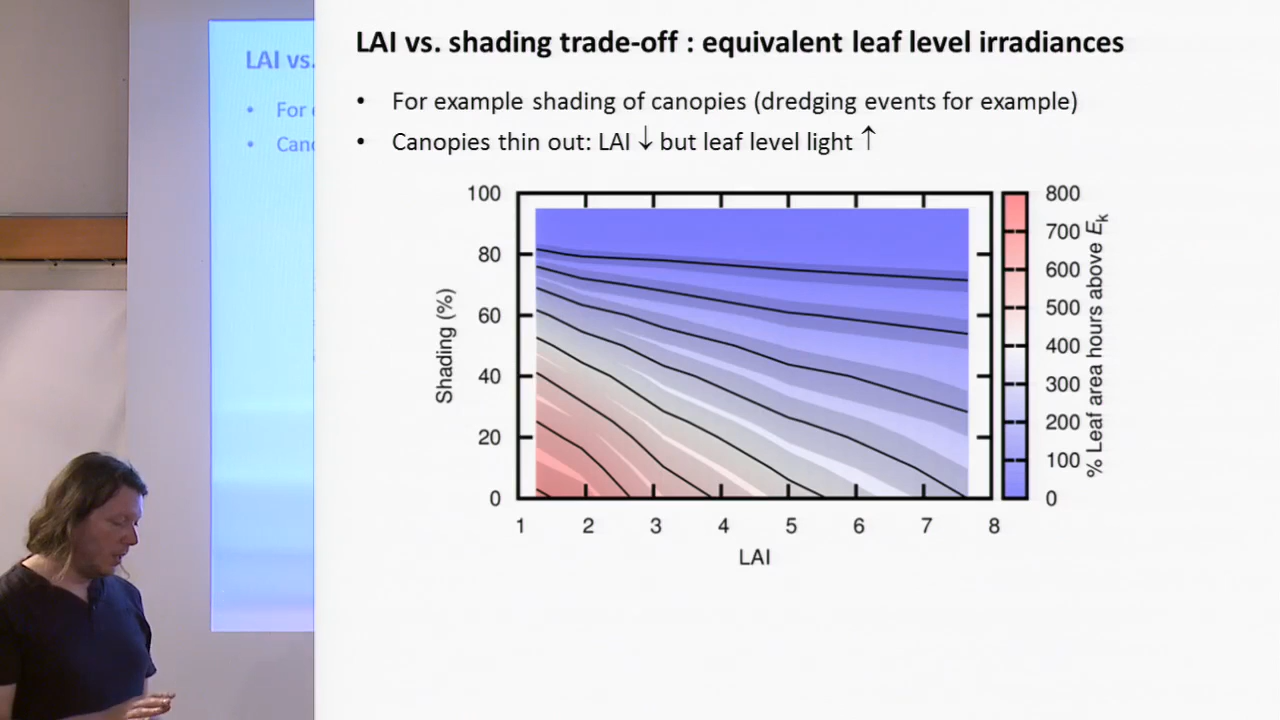 LAI vs. shading trade-off : equivalent leaf level irradiances
• For example shading of canopies (dredging events for example)
• Canopies thin out: LAI ↓ but leaf level light ↑
LAI vs.
• For e
• Cano
100
80
60
40
20
0
Shading (%)
1 2 3 4 5 6 7 8
LAI
800
700
600
500
400
300
200
100
0
% Leaf area hours above Ek